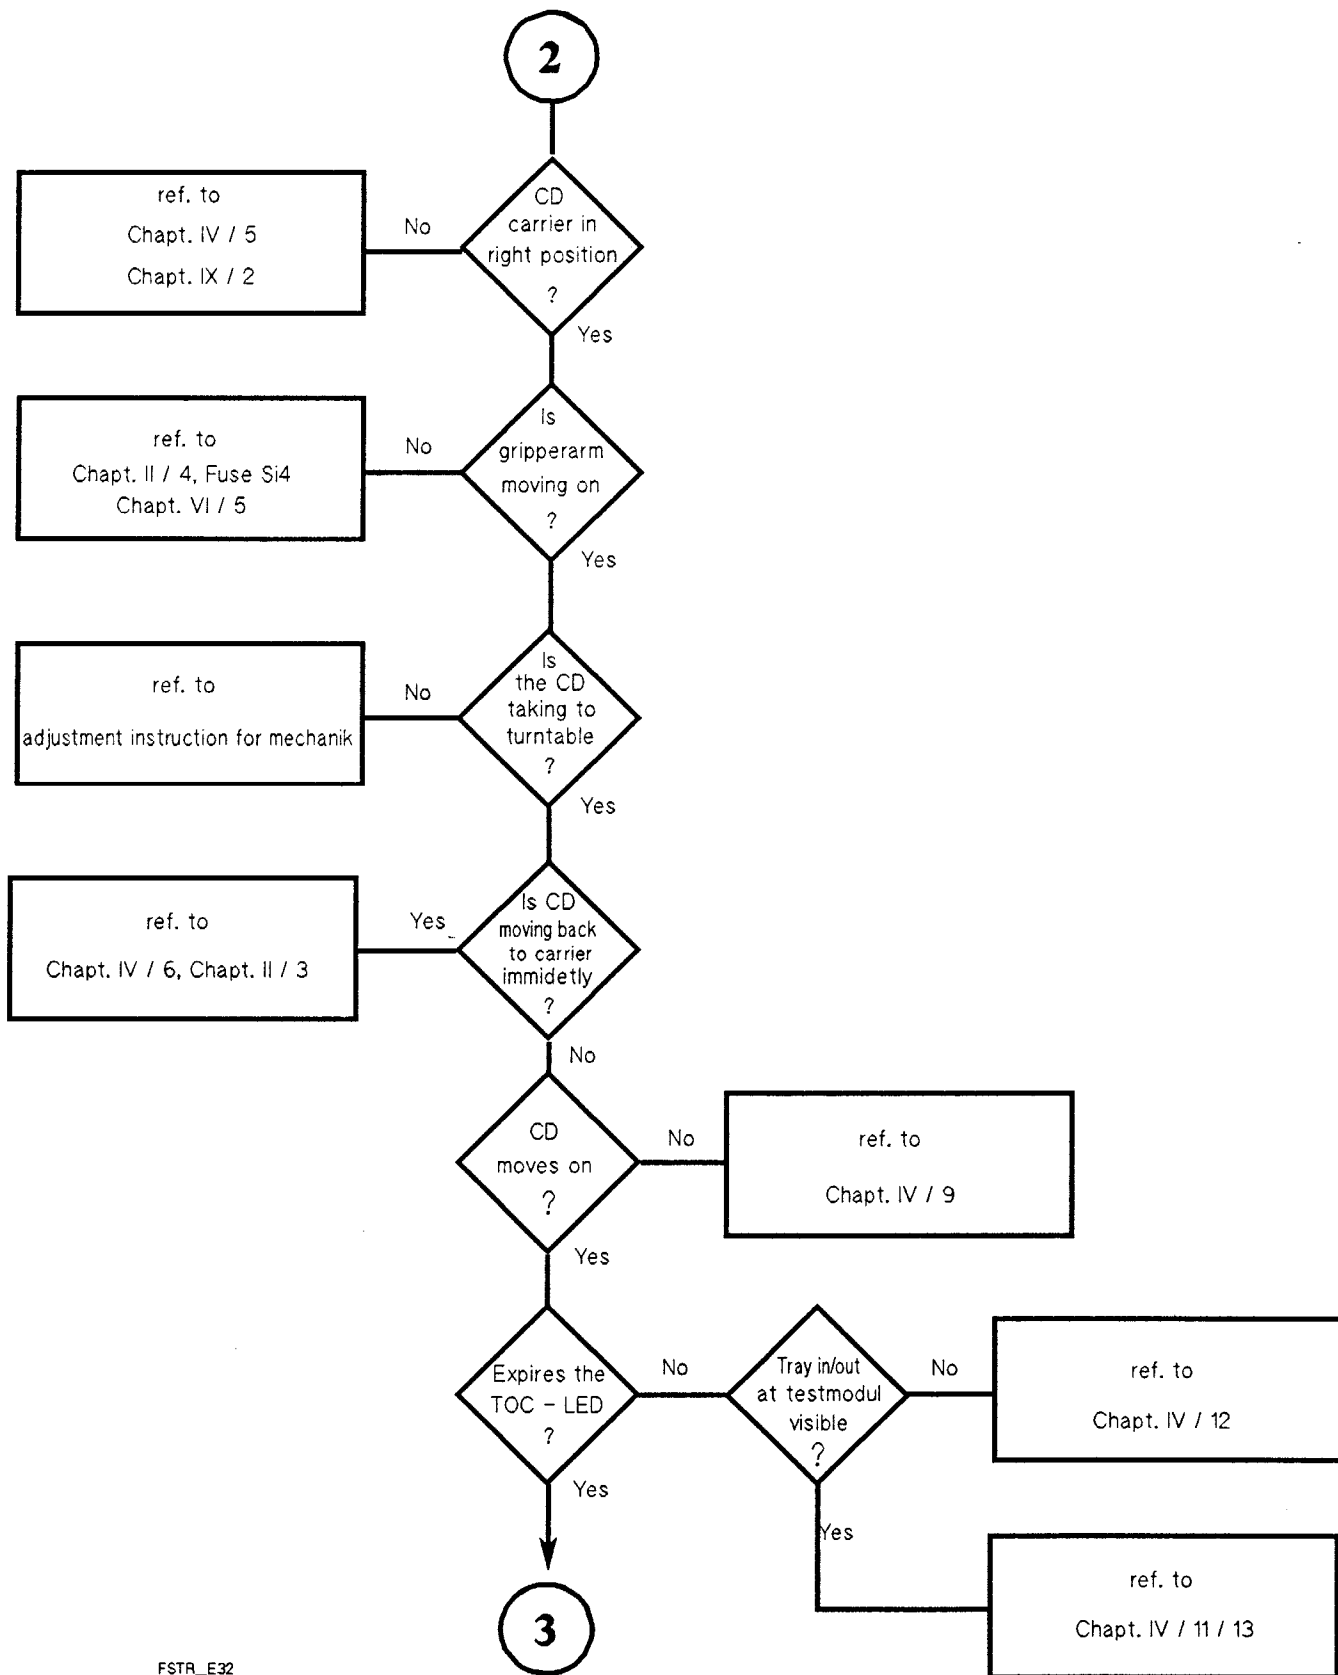 2
CD
carrier in
right position
?
No
ref. to
Chapt. IV / 5
Chapt. IX / 2
Yes
Is
gripperarm
moving on
?
No
ref. to
Chapt. II / 4, Fuse Si4
Chapt. VI / 5
Yes
Is
the CD
taking to
turntable
?
No
ref. to
adjustment instruction for mechanik
Yes
Is CD
moving back
to carrier
immidetly
?
Yes
ref. to
Chapt. IV / 6, Chapt. II / 3
No
CD
moves on
?
No
ref. to
Chapt. IV / 9
Yes
Expires the
TOC - LED
?
No
Tray in/out
at testmodul
visible
?
No
ref. to
Chapt. IV / 12
Yes
ref. to
Chapt. IV / 11 / 13
Yes
3
FSTR_E32